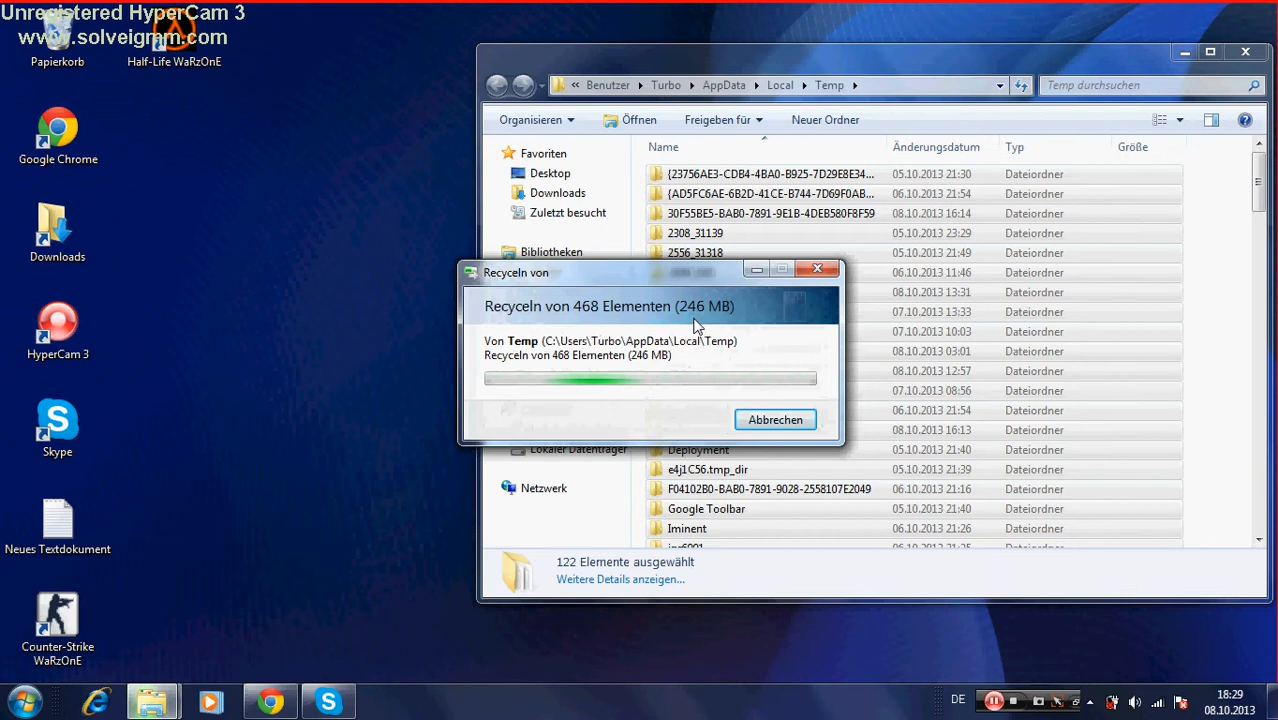 Unregistered HyperCam 3
www.solveigmm.com
Papierkorb
Half-Life WaRzOnE
Google Chrome
Downloads
HyperCam 3
Skype
Neues Textdokument
Counter-Strike
WaRzOnE
« Benutzer Turbo AppData Local Temp
Temp durchsuchen
Organisieren Öffnen Freigeben für Neuer Ordner
Name Änderungsdatum Typ Größe
Favoriten
Desktop
Downloads
Zuletzt besucht
Bibliotheken
Lokaler Datenträger
Netzwerk
{23756AE3-CDB4-4BA0-B925-7D29E8E34... 05.10.2013 21:30 Dateiordner
{AD5FC6AE-6B2D-41CE-B744-7D69F0AB... 06.10.2013 21:54 Dateiordner
30F55BE5-BAB0-7891-9E1B-4DEB580F8F59 08.10.2013 16:14 Dateiordner
2308_31139 05.10.2013 23:29 Dateiordner
2556_31318 05.10.2013 21:49 Dateiordner
06.10.2013 11:46 Dateiordner
08.10.2013 13:31 Dateiordner
07.10.2013 13:33 Dateiordner
07.10.2013 10:03 Dateiordner
08.10.2013 03:01 Dateiordner
08.10.2013 12:57 Dateiordner
07.10.2013 08:56 Dateiordner
06.10.2013 21:54 Dateiordner
08.10.2013 16:13 Dateiordner
Deployment 05.10.2013 21:40 Dateiordner
e4j1C56.tmp_dir 05.10.2013 21:39 Dateiordner
F04102B0-BAB0-7891-9028-2558107E2049 06.10.2013 21:16 Dateiordner
Google Toolbar 05.10.2013 21:40 Dateiordner
Iminent 06.10.2013 21:26 Dateiordner
Recyceln von
Recyceln von 468 Elementen (246 MB)
Von Temp (C:\Users\Turbo\AppData\Local\Temp)
Recyceln von 468 Elementen (246 MB)
Abbrechen
122 Elemente ausgewählt
Weitere Details anzeigen...
DE
18:29
08.10.2013